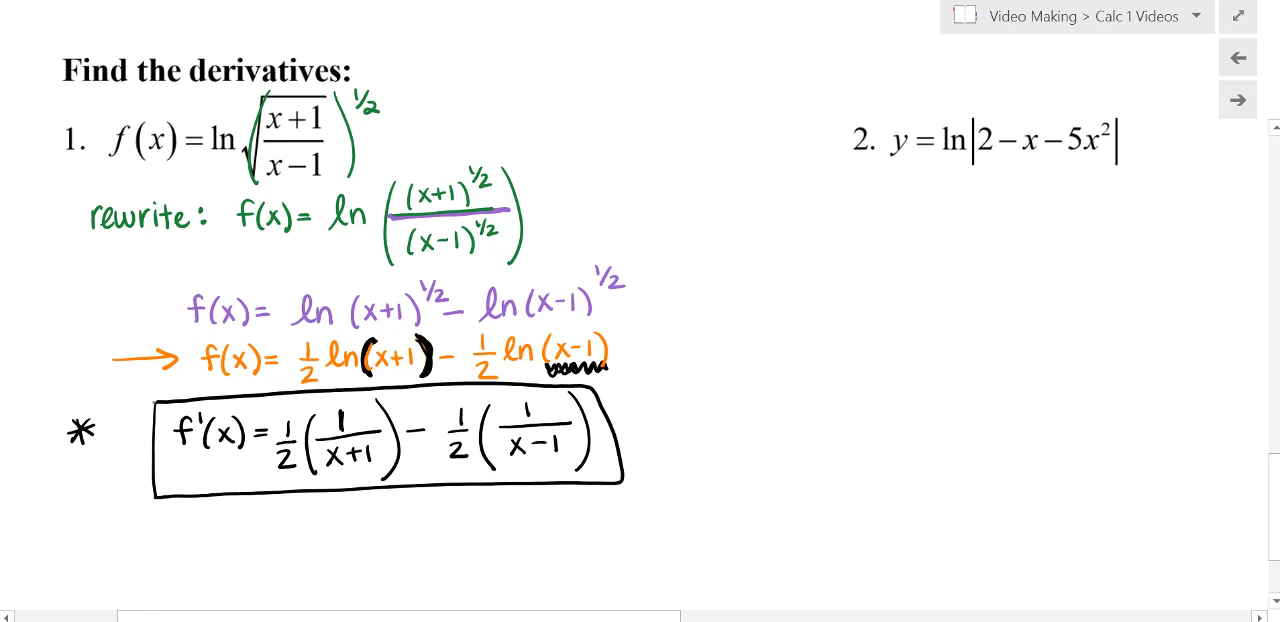 Video Making > Calc 1 Videos
Find the derivatives:
1. f(x) = ln √((x+1)/(x−1)) )^1/2
rewrite: f(x) = ln ( (x+1)^1/2 / (x−1)^1/2 )
f(x) = ln (x+1)^1/2 − ln (x−1)^1/2
→ f(x) = 1/2 ln(x+1) − 1/2 ln (x−1)
* f'(x) = 1/2 (1/(x+1)) − 1/2 (1/(x−1))
2. y = ln|2 − x − 5x²|